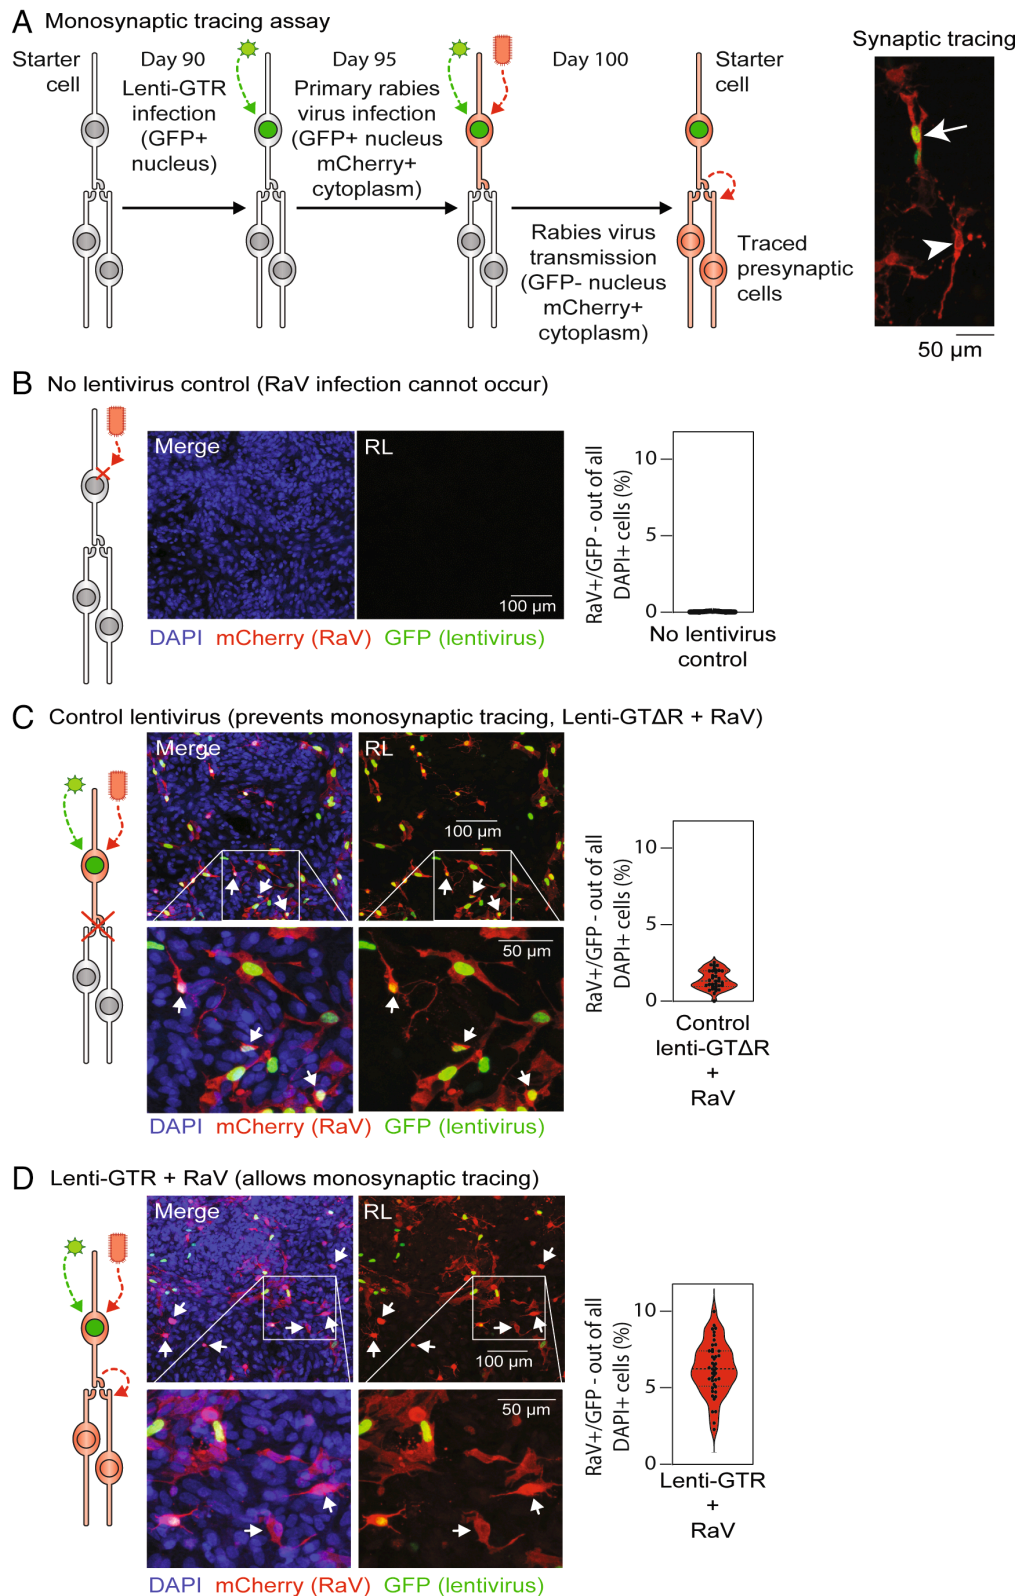 A Monosynaptic tracing assay
Starter
cell
Day 90
Lenti-GTR
infection
(GFP+
nucleus)
Day 95
Primary rabies
virus infection
(GFP+ nucleus
mCherry+
cytoplasm)
Day 100
Rabies virus
transmission
(GFP- nucleus
mCherry+
cytoplasm)
Starter
cell
Traced
presynaptic
cells
Synaptic tracing
50 µm
B No lentivirus control (RaV infection cannot occur)
Merge
RL
100 µm
DAPI mCherry (RaV) GFP (lentivirus)
RaV+/GFP - out of all
DAPI+ cells (%)
10
5
0
No lentivirus
control
C Control lentivirus (prevents monosynaptic tracing, Lenti-GTΔR + RaV)
Merge
RL
100 µm
50 µm
DAPI mCherry (RaV) GFP (lentivirus)
RaV+/GFP - out of all
DAPI+ cells (%)
10
5
0
Control
lenti-GTΔR
+
RaV
D Lenti-GTR + RaV (allows monosynaptic tracing)
Merge
RL
100 µm
50 µm
DAPI mCherry (RaV) GFP (lentivirus)
RaV+/GFP - out of all
DAPI+ cells (%)
10
5
0
Lenti-GTR
+
RaV